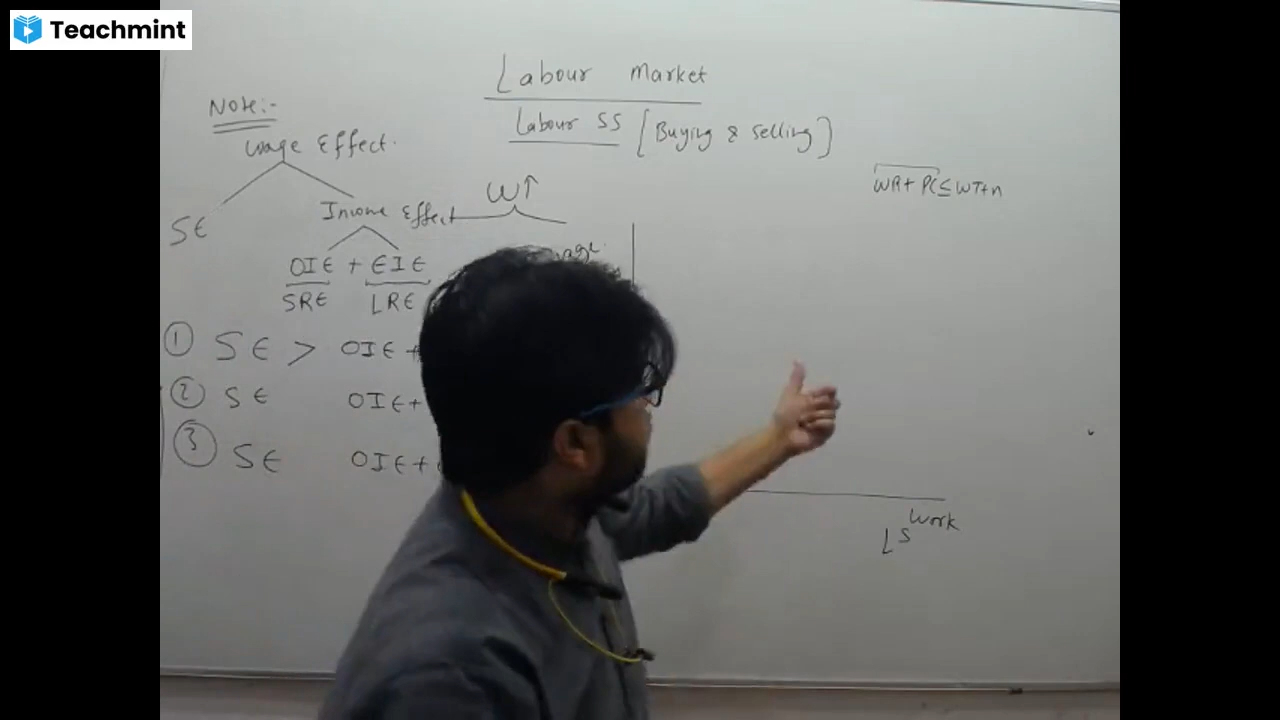 Teachmint
Labour Market
Labour SS [Buying & Selling]
Note:-
Wage Effect.
SE
Income Effect
W↑
OIE + EIE
SRE LRE
① SE > OIE +
② SE OIE +
③ SE OIE +
WR + PC ≤ WT + n
Work
LS